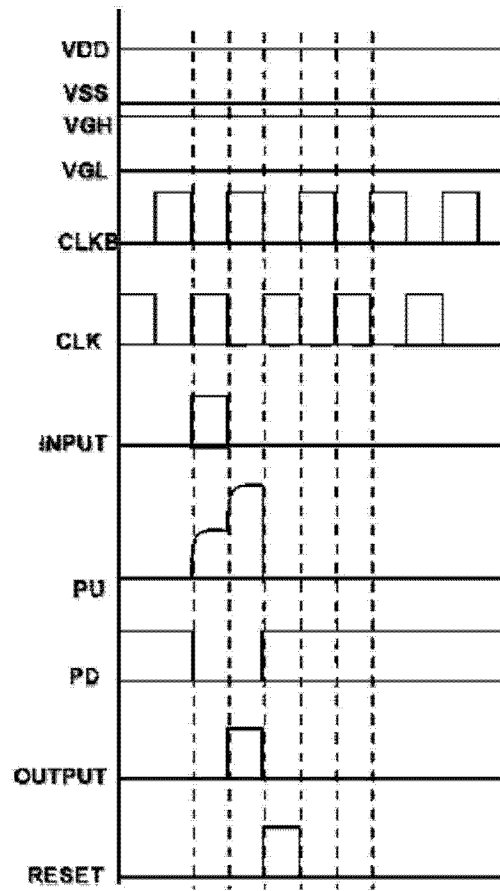 VDD
VSS
VGH
VGL
CLKB
CLK
INPUT
PU
PD
OUTPUT
RESET